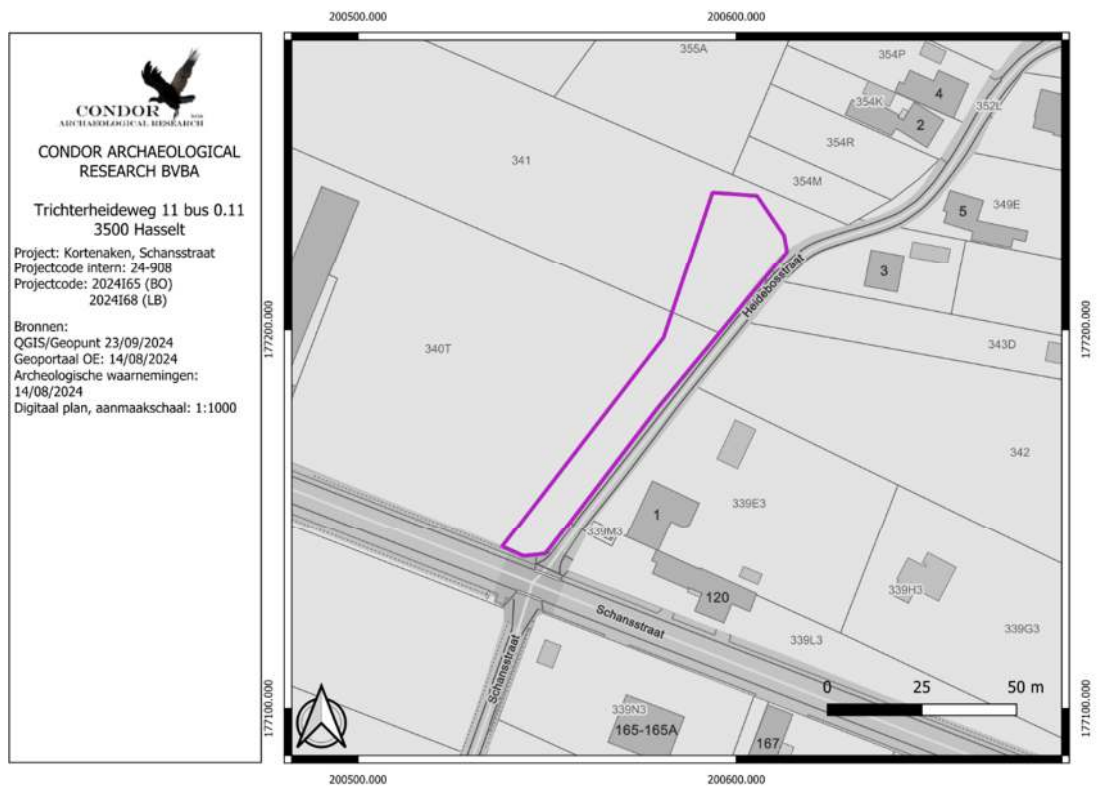 CONDOR
ARCHAEOLOGICAL RESEARCH
CONDOR ARCHAEOLOGICAL
RESEARCH BVBA
Trichterheideweg 11 bus 0.11
3500 Hasselt
Project: Kortenaken, Schansstraat
Projectcode intern: 24-908
Projectcode: 2024I65 (BO)
2024I68 (LB)
Bronnen:
QGIS/Geopunt 23/09/2024
Geoportaal OE: 14/08/2024
Archeologische waarnemingen:
14/08/2024
Digitaal plan, aanmaakschaal: 1:1000
200500.000
200600.000
355A
354P
4
354K
352L
2
341
354R
354M
5
349E
3
Heidebosstraat
177200.000
177200.000
340T
343D
342
339E3
1
339M3
339H3
120
Schansstraat
339L3
339G3
Schansstraat
0 25 50 m
339N3
165-165A
167
177100.000
177100.000
200500.000
200600.000